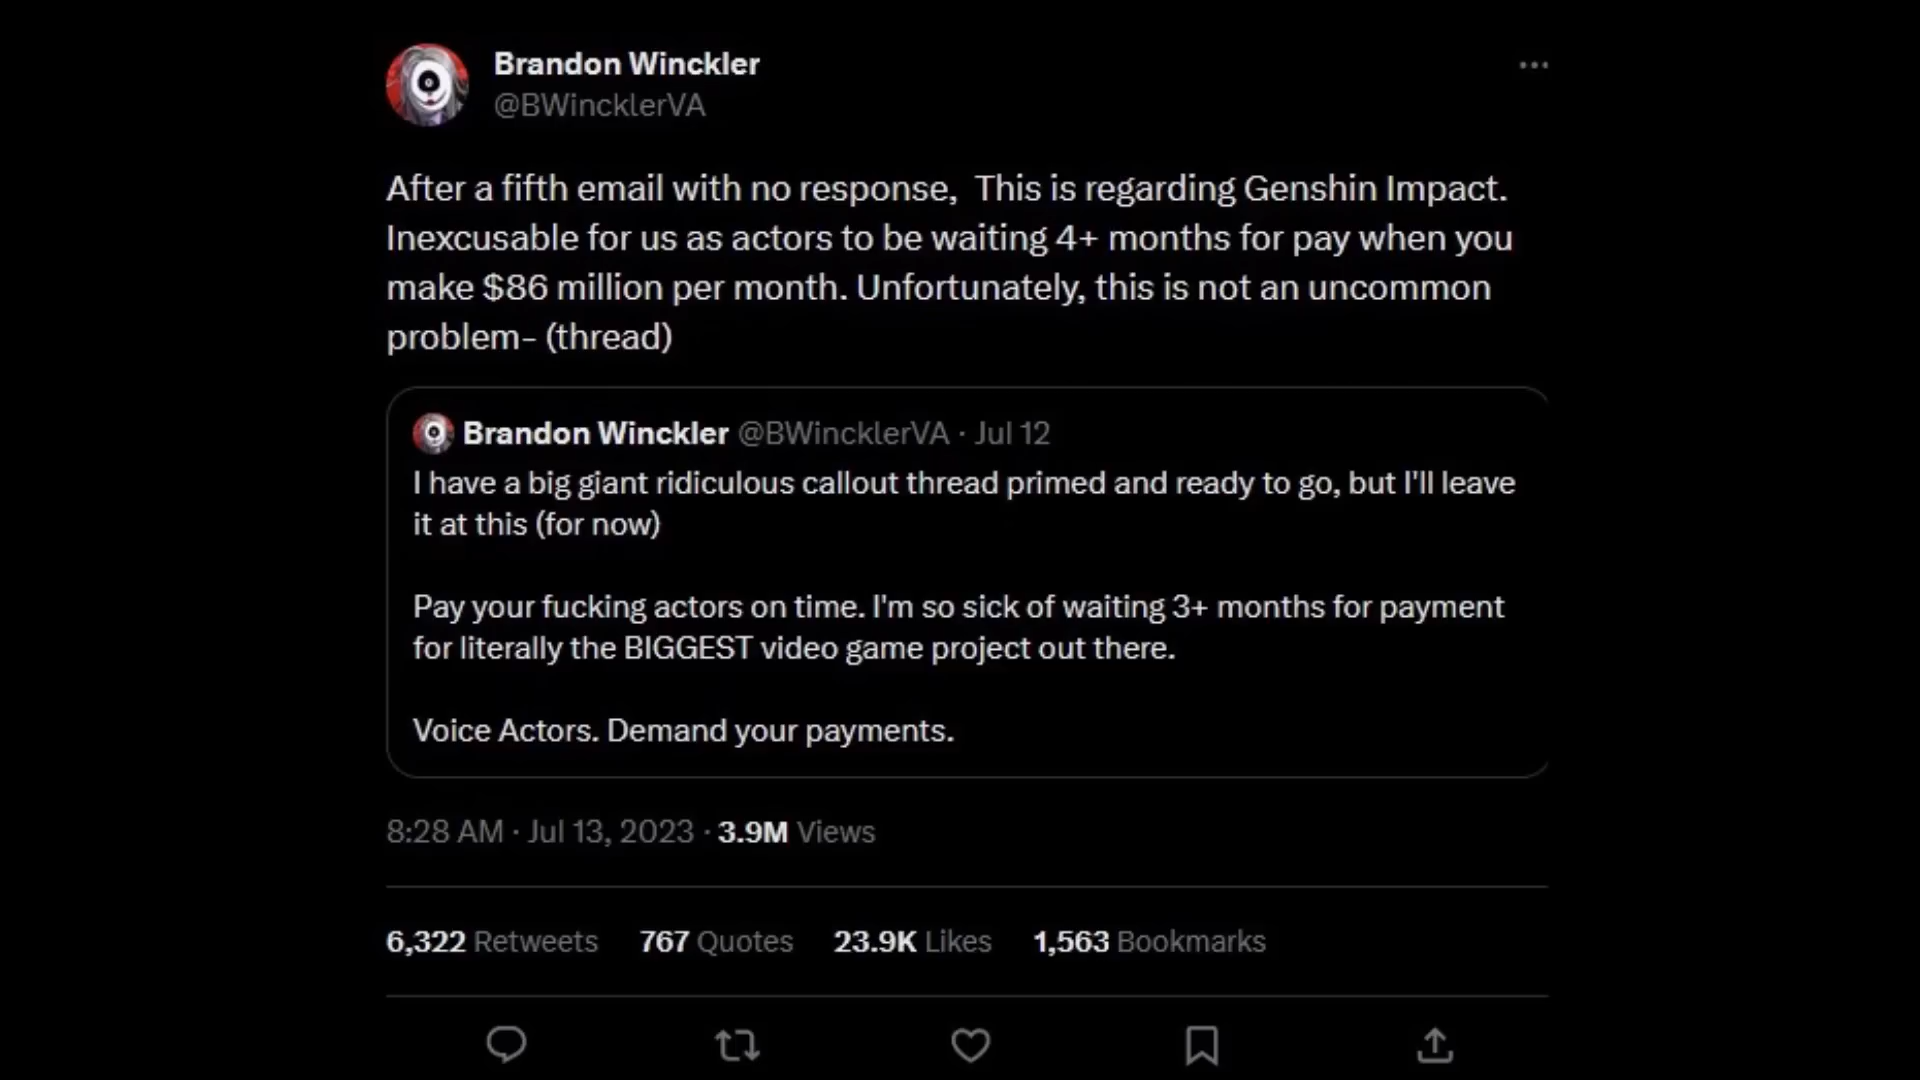 Brandon Winckler
@BWincklerVA
After a fifth email with no response,  This is regarding Genshin Impact.
Inexcusable for us as actors to be waiting 4+ months for pay when you
make $86 million per month. Unfortunately, this is not an uncommon
problem- (thread)
Brandon Winckler @BWincklerVA · Jul 12
I have a big giant ridiculous callout thread primed and ready to go, but I'll leave
it at this (for now)
Pay your fucking actors on time. I'm so sick of waiting 3+ months for payment
for literally the BIGGEST video game project out there.
Voice Actors. Demand your payments.
8:28 AM · Jul 13, 2023 · 3.9M Views
6,322 Retweets 767 Quotes 23.9K Likes 1,563 Bookmarks